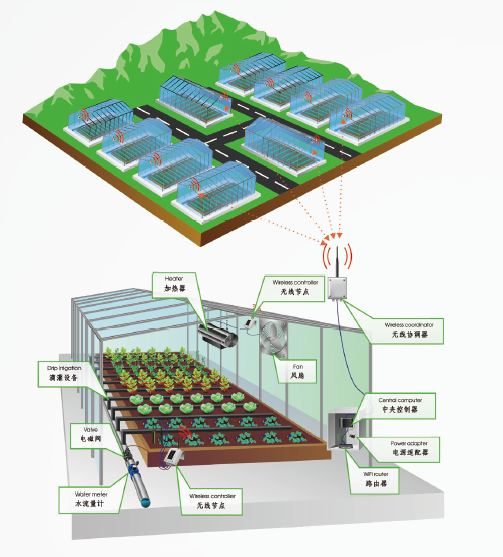 Heater
加热器
Wireless controller
无线节点
Wireless coordinator
无线协调器
Fan
风扇
Drip irrigation
滴灌设备
Central computer
中央控制器
Valve
电磁阀
Power adapter
电源适配器
WIFI router
路由器
Water meter
水流量计
Wireless controller
无线节点